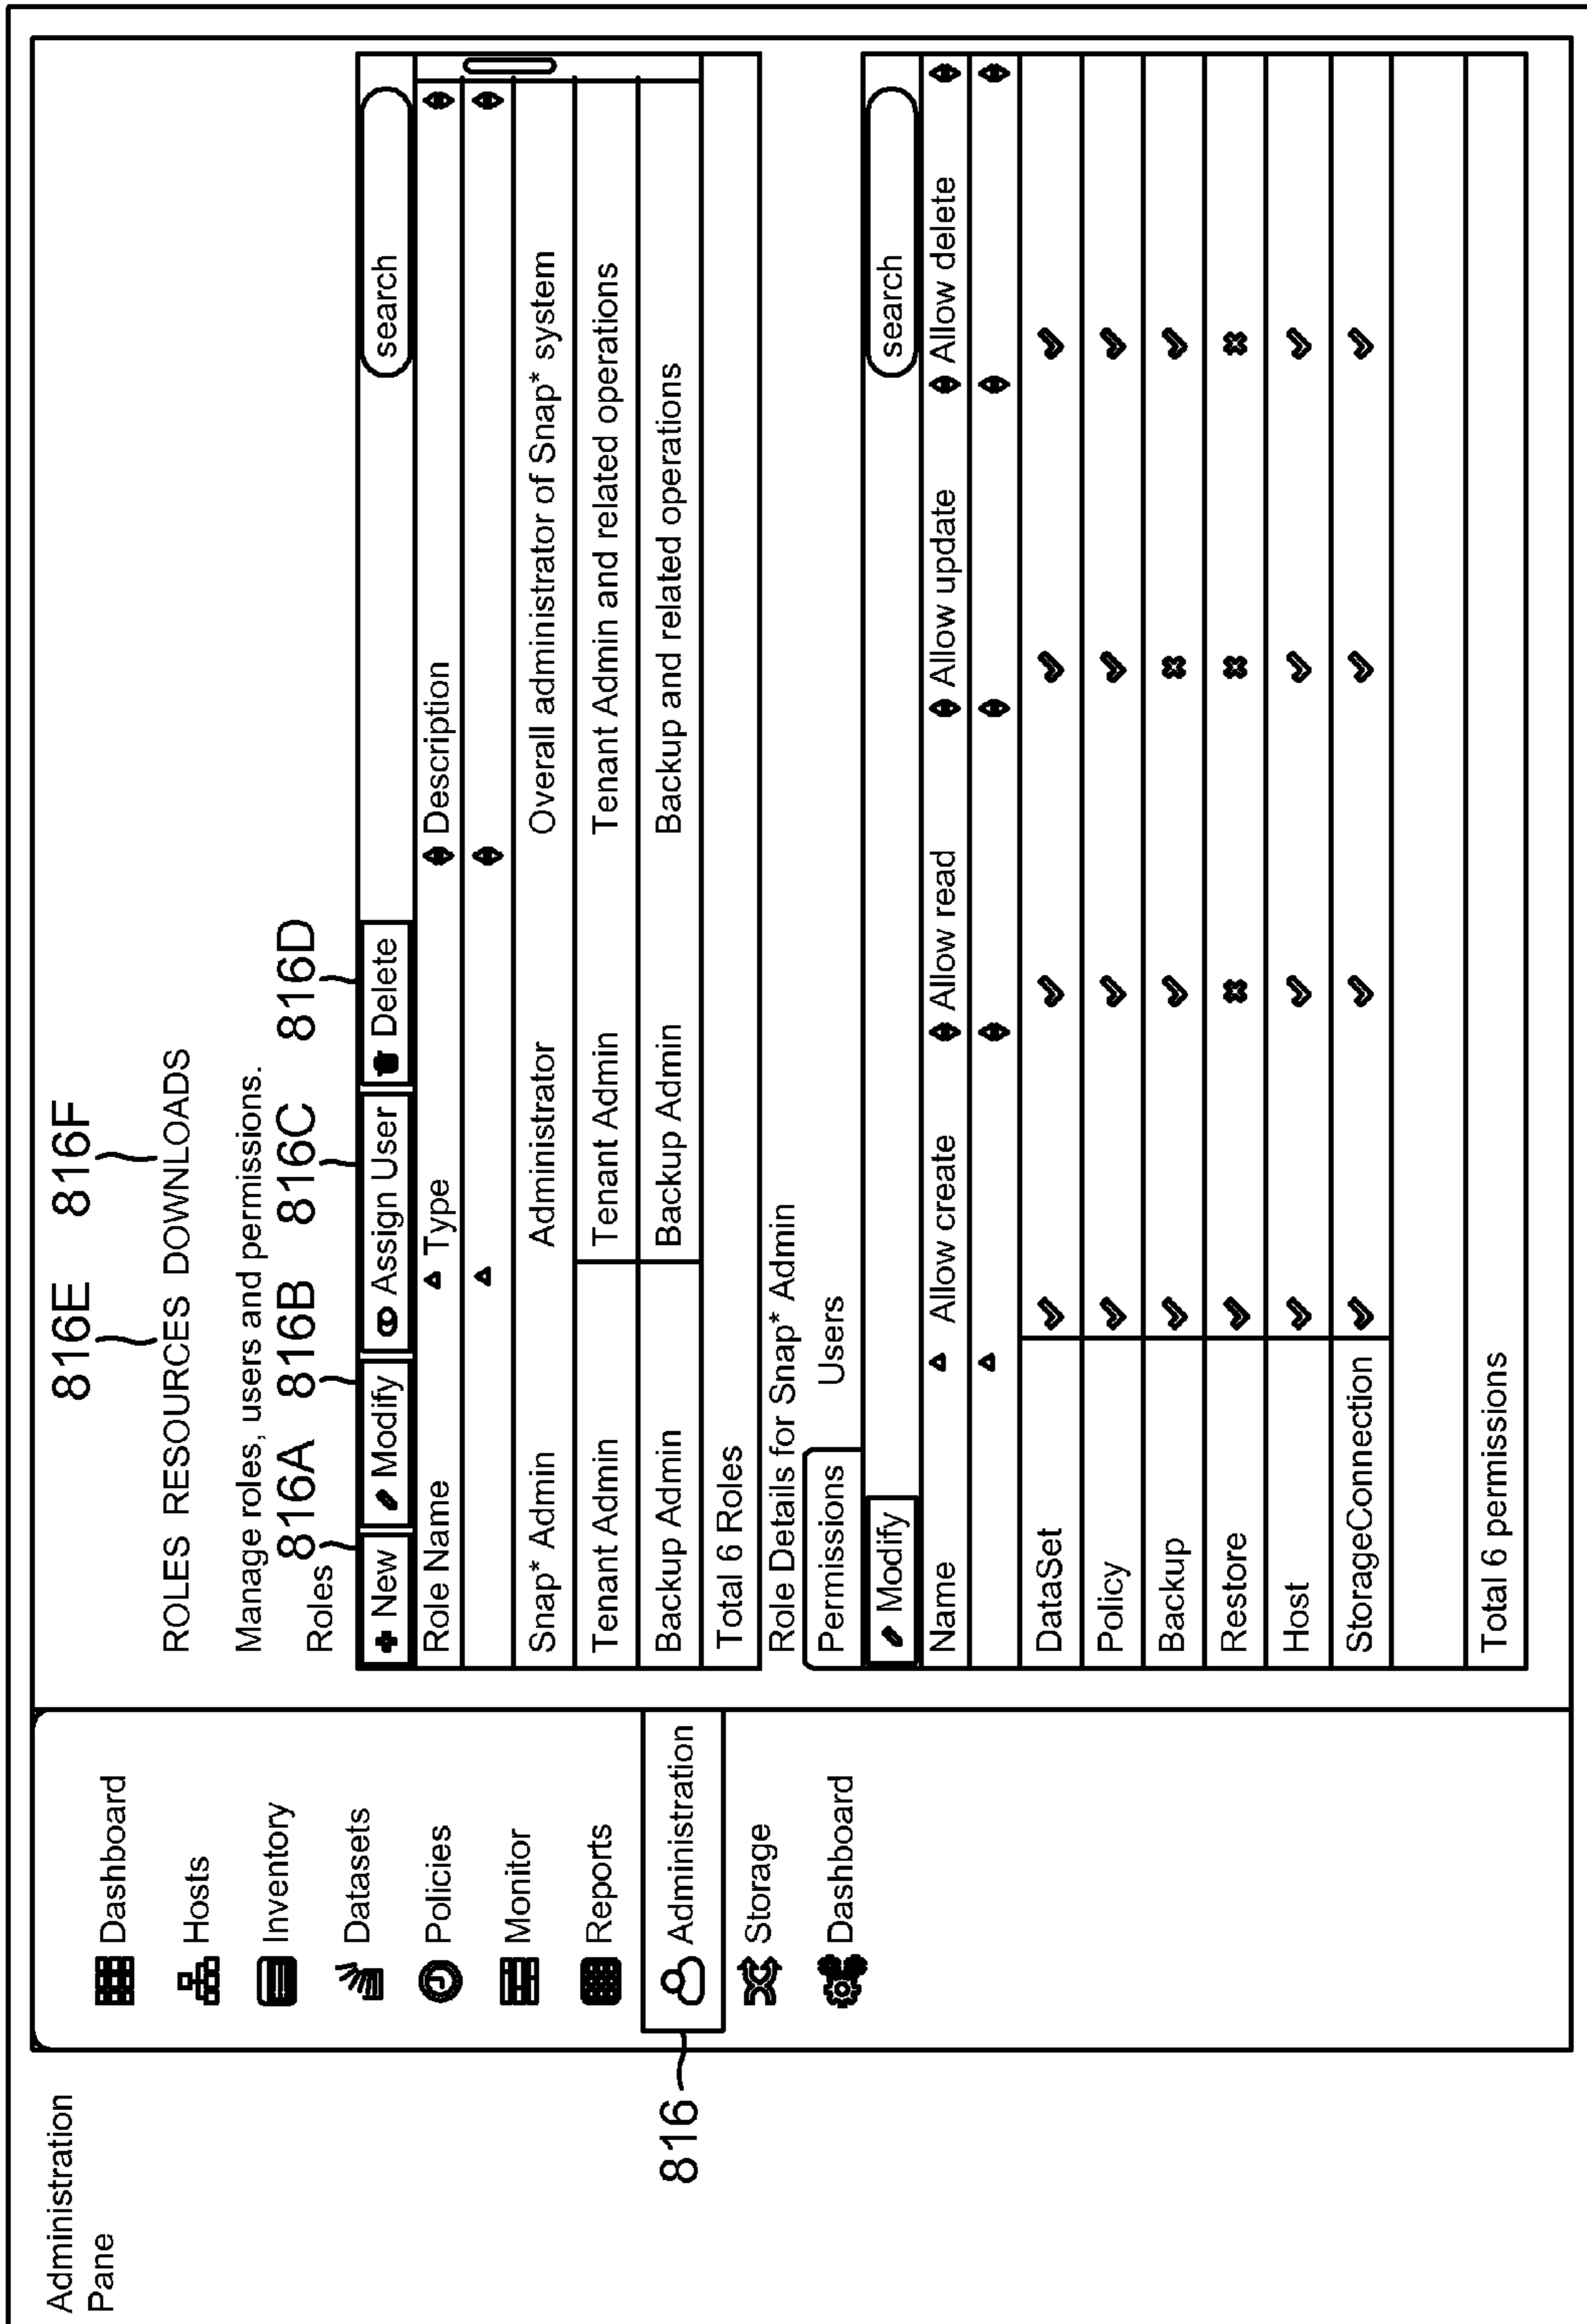 Administration
Pane
Dashboard
Hosts
Inventory
Datasets
Policies
Monitor
Reports
Administration
Storage
Dashboard
816
816E 816F
ROLES RESOURCES DOWNLOADS
Manage roles, users and permissions.
Roles 816A 816B 816C 816D
New Modify Assign User Delete search
Role Name Type Description
Snap* Admin Administrator Overall administrator of Snap* system
Tenant Admin Tenant Admin Tenant Admin and related operations
Backup Admin Backup Admin Backup and related operations
Total 6 Roles
Role Details for Snap* Admin
Permissions Users
Modify search
Name Allow create Allow read Allow update Allow delete
DataSet
Policy
Backup
Restore
Host
StorageConnection
Total 6 permissions